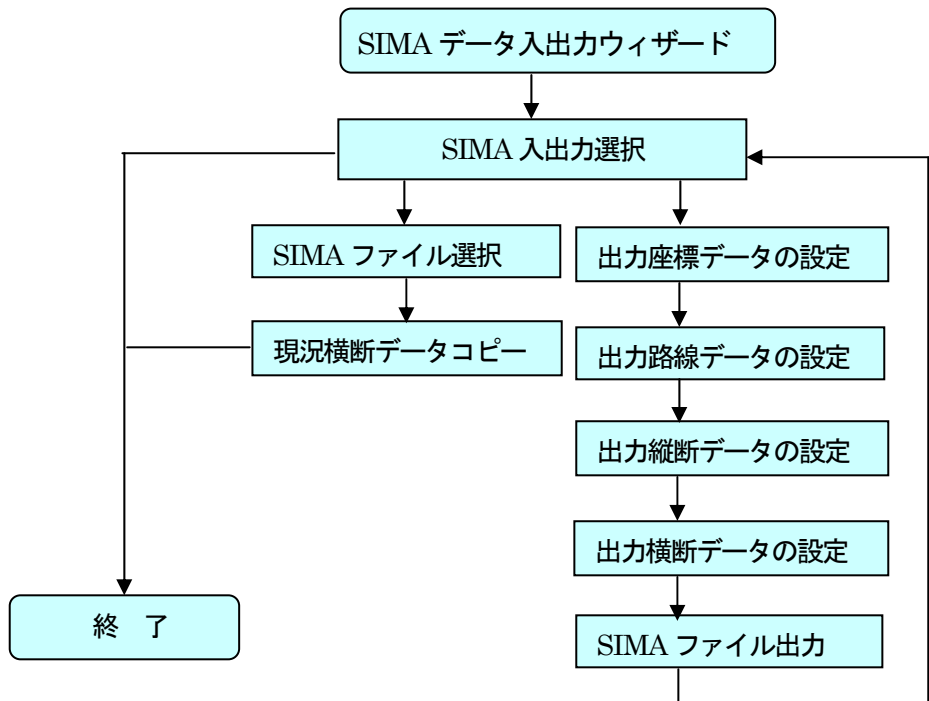 SIMA データ入出力ウィザード
SIMA 入出力選択
SIMA ファイル選択
出力座標データの設定
現況横断データコピー
出力路線データの設定
出力縦断データの設定
出力横断データの設定
終　了
SIMA ファイル出力